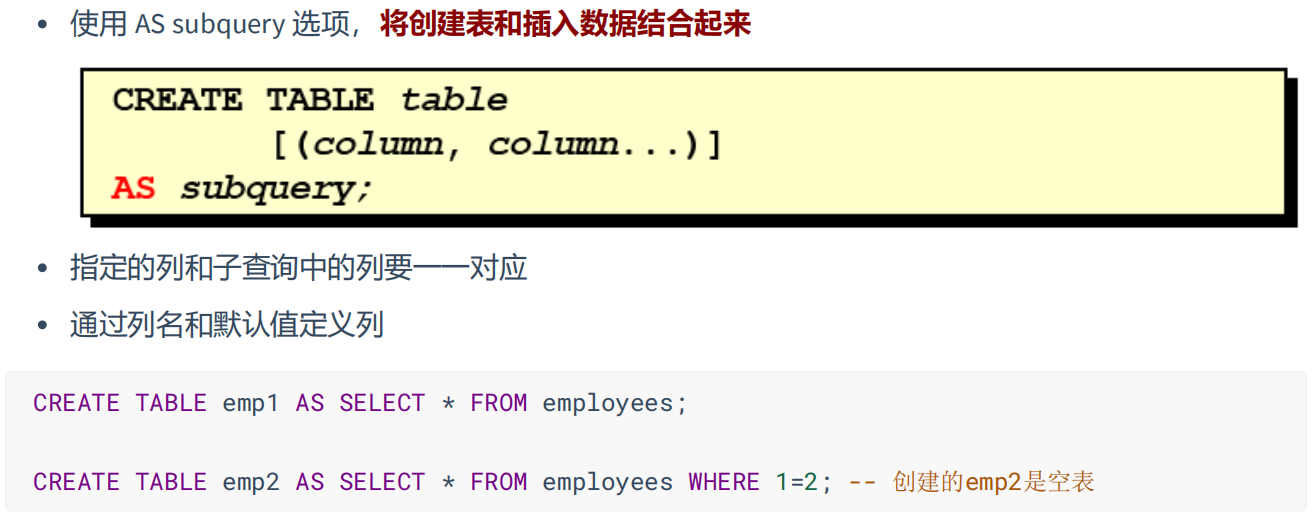 使用 AS subquery 选项，将创建表和插入数据结合起来
CREATE TABLE table
[(column, column...)]
AS subquery;
指定的列和子查询中的列要一一对应
通过列名和默认值定义列
CREATE TABLE emp1 AS SELECT * FROM employees;
CREATE TABLE emp2 AS SELECT * FROM employees WHERE 1=2; -- 创建的emp2是空表